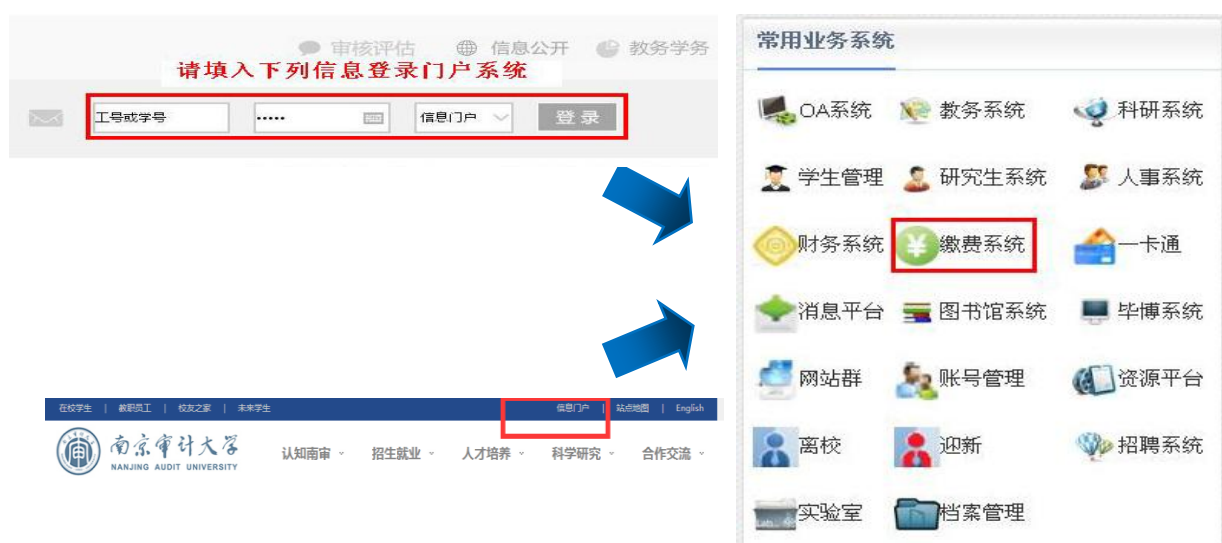 审核评估 信息公开 教务学务
请填入下列信息登录门户系统
工号或学号 ••••• 信息门户 登录
在校学生 | 教职员工 | 校友之家 | 未来学生 信息门户 | 站点地图 | English
南京审计大学
NANJING AUDIT UNIVERSITY
认知南审 招生就业 人才培养 科学研究 合作交流
常用业务系统
OA系统 教务系统 科研系统
学生管理 研究生系统 人事系统
财务系统 缴费系统 一卡通
消息平台 图书馆系统 毕博系统
网站群 账号管理 资源平台
离校 迎新 招聘系统
实验室 档案管理